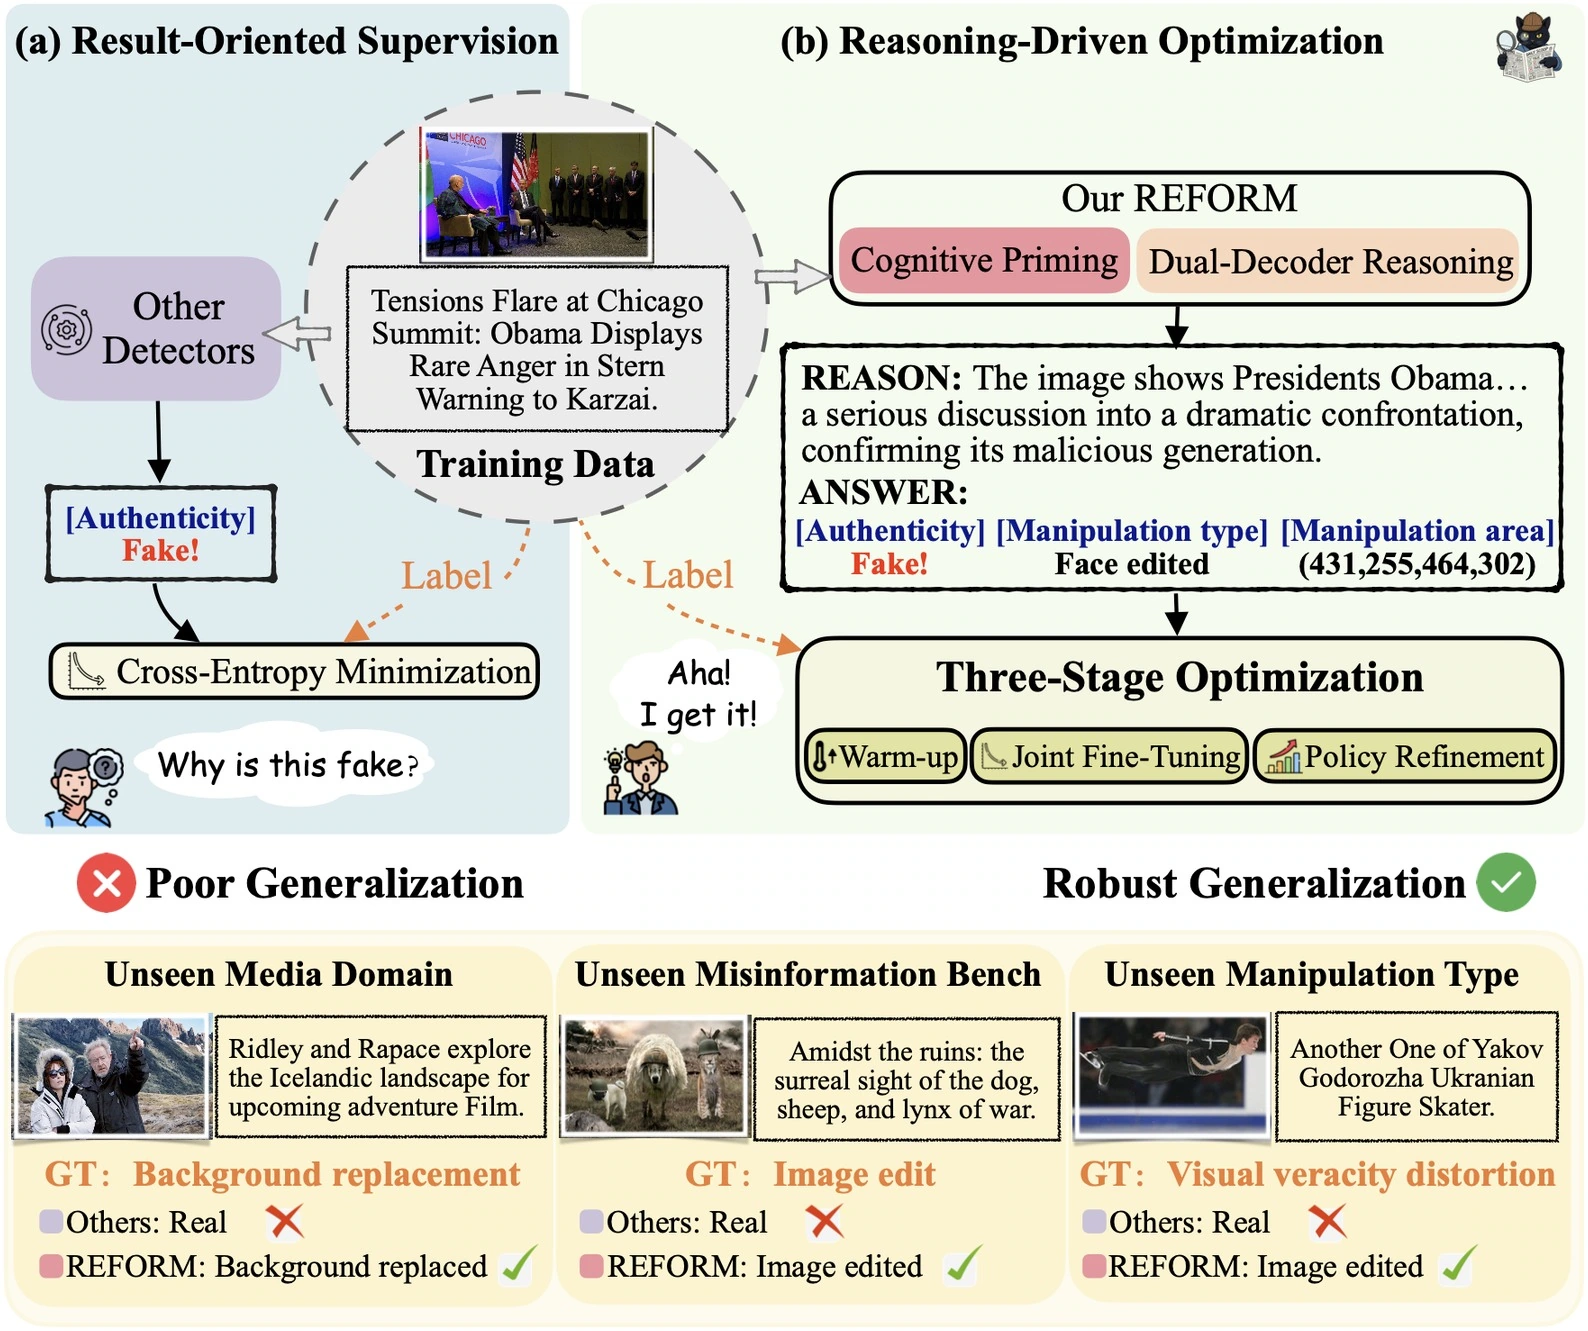 (a) Result-Oriented Supervision
CHICAGO
Tensions Flare at Chicago
Summit: Obama Displays
Rare Anger in Stern
Warning to Karzai.
Training Data
Other
Detectors
[Authenticity]
Fake!
Label
Cross-Entropy Minimization
Why is this fake?
(b) Reasoning-Driven Optimization
Our REFORM
Cognitive Priming
Dual-Decoder Reasoning
REASON: The image shows Presidents Obama…
a serious discussion into a dramatic confrontation,
confirming its malicious generation.
ANSWER:
[Authenticity] [Manipulation type] [Manipulation area]
Fake! Face edited (431,255,464,302)
Label
Aha!
I get it!
Three-Stage Optimization
Warm-up
Joint Fine-Tuning
Policy Refinement
Poor Generalization
Robust Generalization
Unseen Media Domain
Ridley and Rapace explore
the Icelandic landscape for
upcoming adventure Film.
GT: Background replacement
Others: Real
REFORM: Background replaced
Unseen Misinformation Bench
Amidst the ruins: the
surreal sight of the dog,
sheep, and lynx of war.
GT: Image edit
Others: Real
REFORM: Image edited
Unseen Manipulation Type
Another One of Yakov
Godorozha Ukranian
Figure Skater.
GT: Visual veracity distortion
Others: Real
REFORM: Image edited